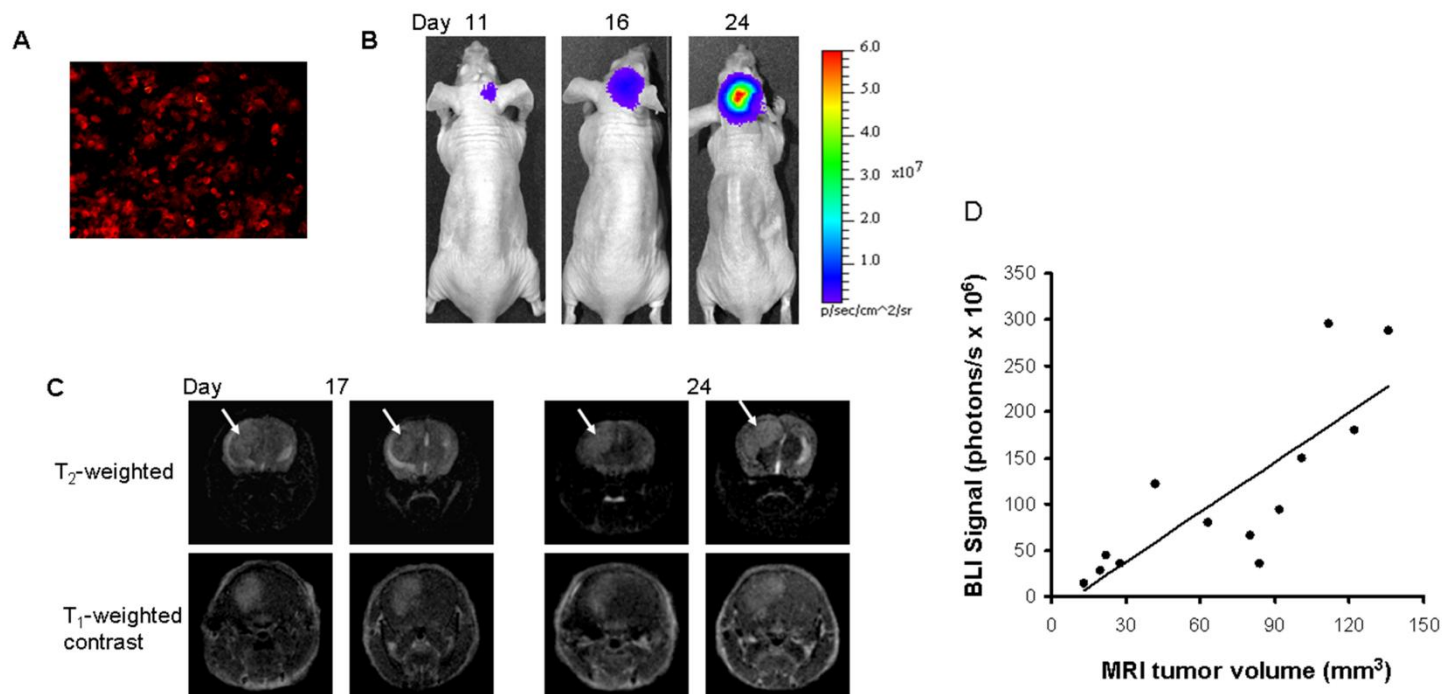 A
B
Day 11 16 24
6.0
5.0
4.0
x10^7
3.0
2.0
1.0
p/sec/cm^2/sr
C
Day 17 24
T2-weighted
T1-weighted
contrast
D
BLI Signal (photons/s x 10^6)
350
300
250
200
150
100
50
0
0 30 60 90 120 150
MRI tumor volume (mm^3)